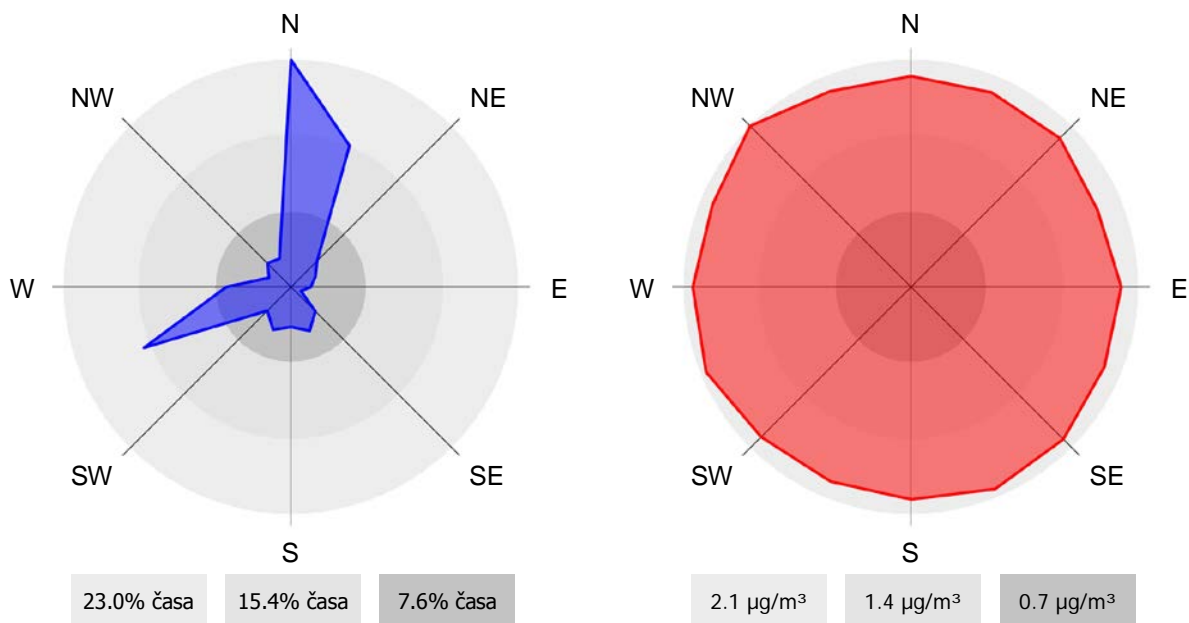 N
NW
NE
W
E
SW
SE
S
23.0% časa
15.4% časa
7.6% časa
N
NW
NE
W
E
SW
SE
S
2.1 µg/m³
1.4 µg/m³
0.7 µg/m³